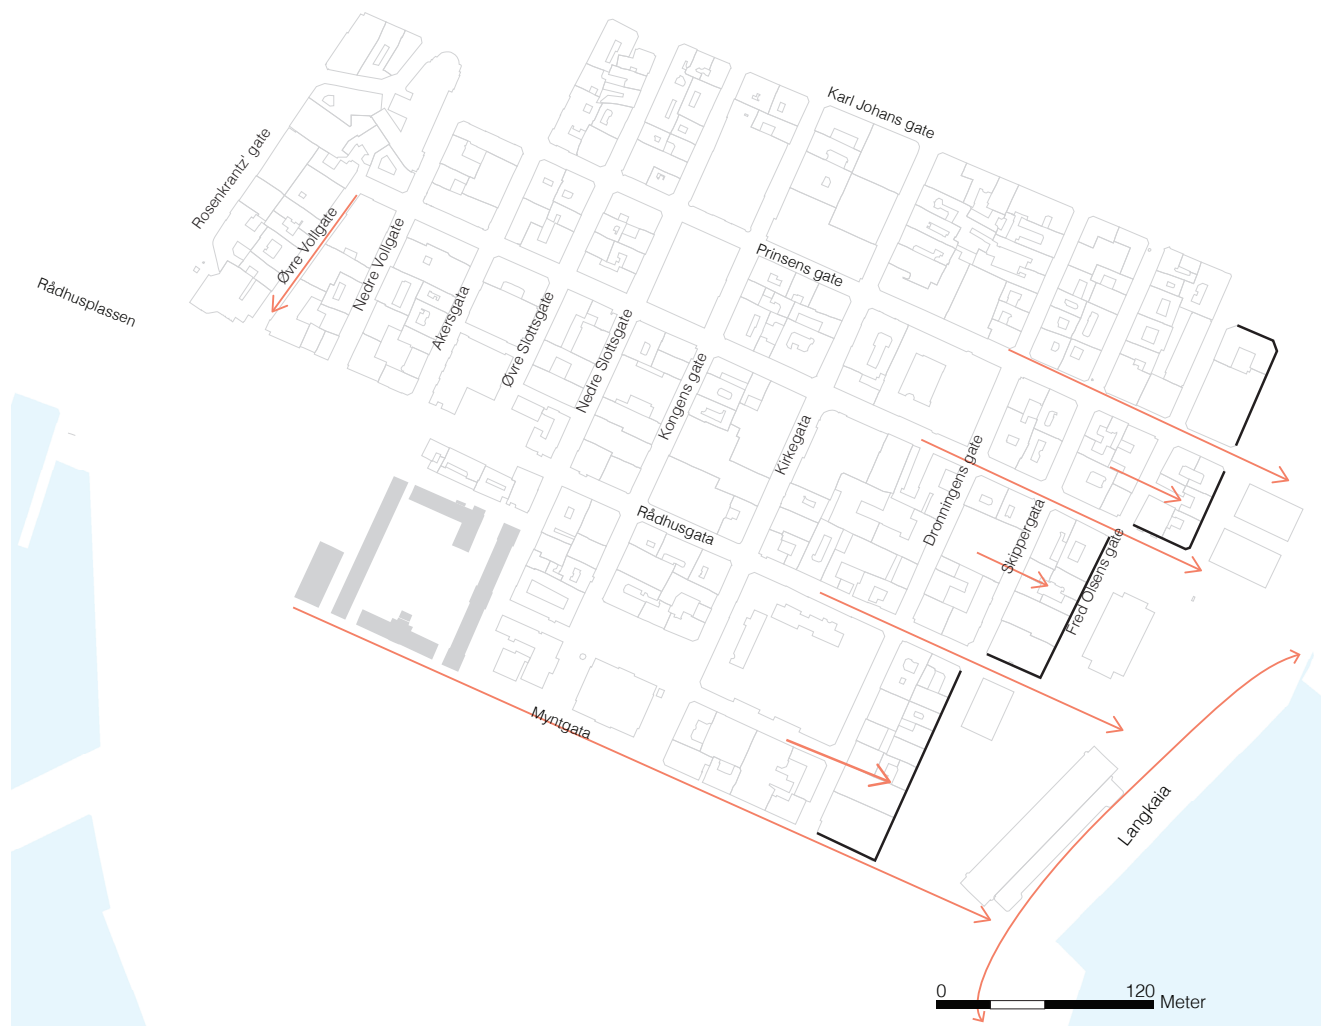 Karl Johans gate
Rosenkrantz' gate
Øvre Vollgate
Nedre Vollgate
Prinsens gate
Rådhusplassen
Akersgata
Øvre Slottsgate
Nedre Slottsgate
Kongens gate
Kirkegata
Dronningens gate
Skippergata
Fred Olsens gate
Rådhusgata
Myntgata
Langkaia
0 120
Meter